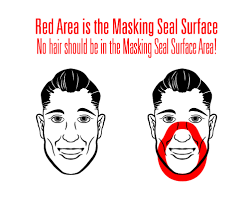 Red Area is the Masking Seal Surface
No hair should be in the Masking Seal Surface Area!